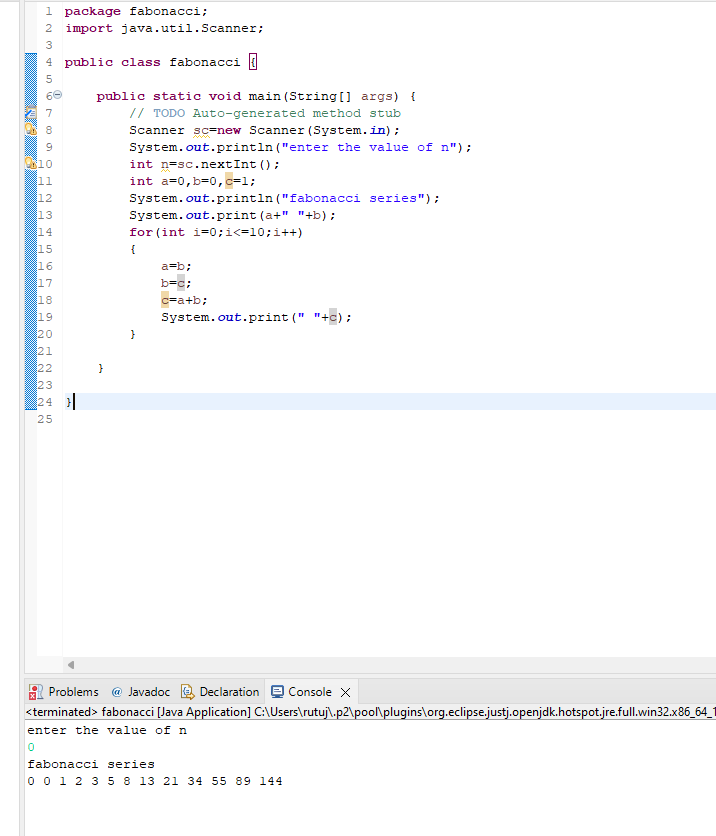 1 package fabonacci;
2 import java.util.Scanner;
3
4 public class fabonacci {
5
6 public static void main(String[] args) {
7 // TODO Auto-generated method stub
8 Scanner sc=new Scanner(System.in);
9 System.out.println("enter the value of n");
10 int n=sc.nextInt();
11 int a=0,b=0,c=1;
12 System.out.println("fabonacci series");
13 System.out.print(a+" "+b);
14 for(int i=0;i<=10;i++)
15 {
16 a=b;
17 b=c;
18 c=a+b;
19 System.out.print(" "+c);
20 }
21
22 }
23
24 }
25
Problems @ Javadoc Declaration Console
<terminated> fabonacci [Java Application] C:\Users\rutuj\.p2\pool\plugins\org.eclipse.justj.openjdk.hotspot.jre.full.win32.x86_64_1
enter the value of n
0
fabonacci series
0 0 1 2 3 5 8 13 21 34 55 89 144